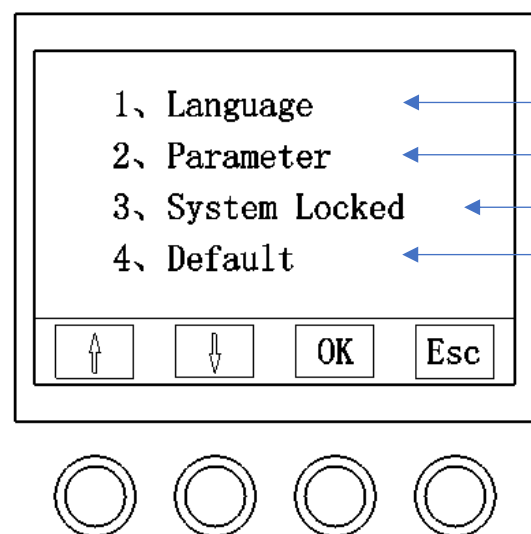 1、Language
2、Parameter
3、System Locked
4、Default
OK Esc